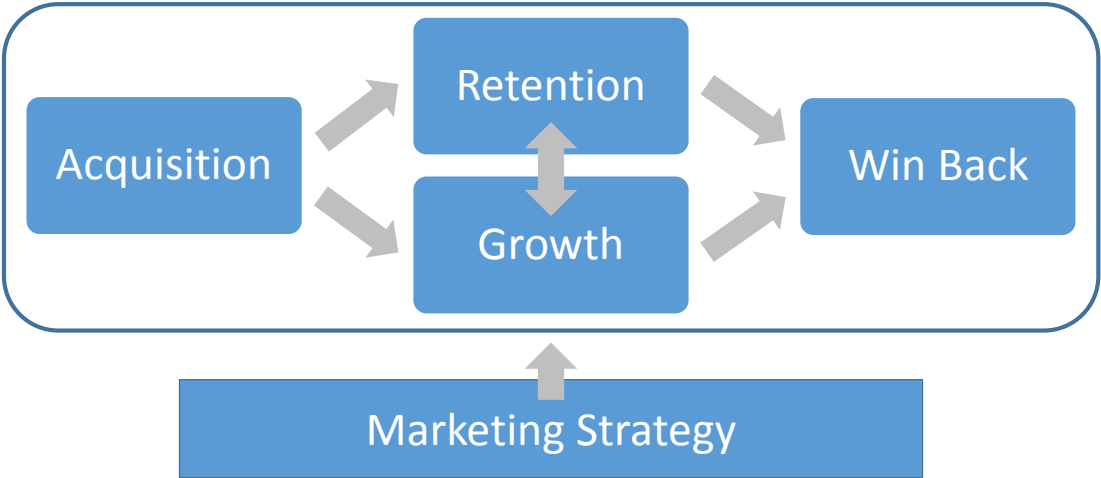 Retention
Acquisition
Win Back
Growth
Marketing Strategy